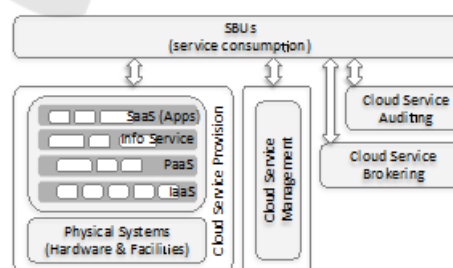 SBUs
(service consumption)
SaaS (Apps)
Info Service
PaaS
IaaS
Physical Systems
(Hardware & Facilities)
Cloud Service Provision
Cloud Service
Management
Cloud Service
Auditing
Cloud Service
Brokering